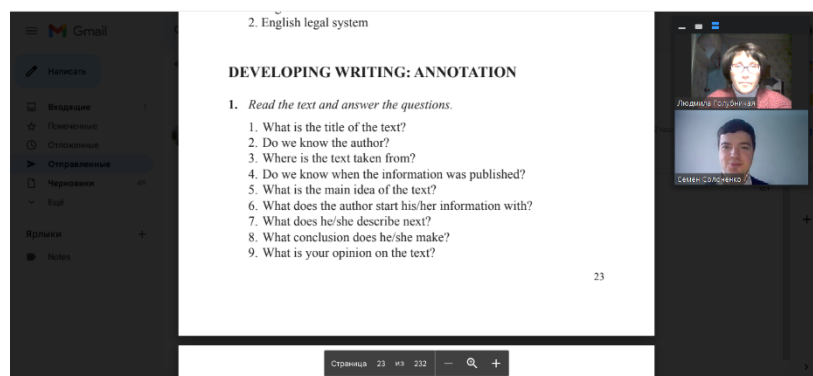 2. English legal system
DEVELOPING WRITING: ANNOTATION
1. Read the text and answer the questions.
1. What is the title of the text?
2. Do we know the author?
3. Where is the text taken from?
4. Do we know when the information was published?
5. What is the main idea of the text?
6. What does the author start his/her information with?
7. What does he/she describe next?
8. What conclusion does he/she make?
9. What is your opinion on the text?
23
Страница 23 из 232
Gmail
Написать
Входящие
Помеченные
Отложенные
Отправленные
Черновики
Ещё
Ярлыки
Notes
Людмила Голубничая
Семен